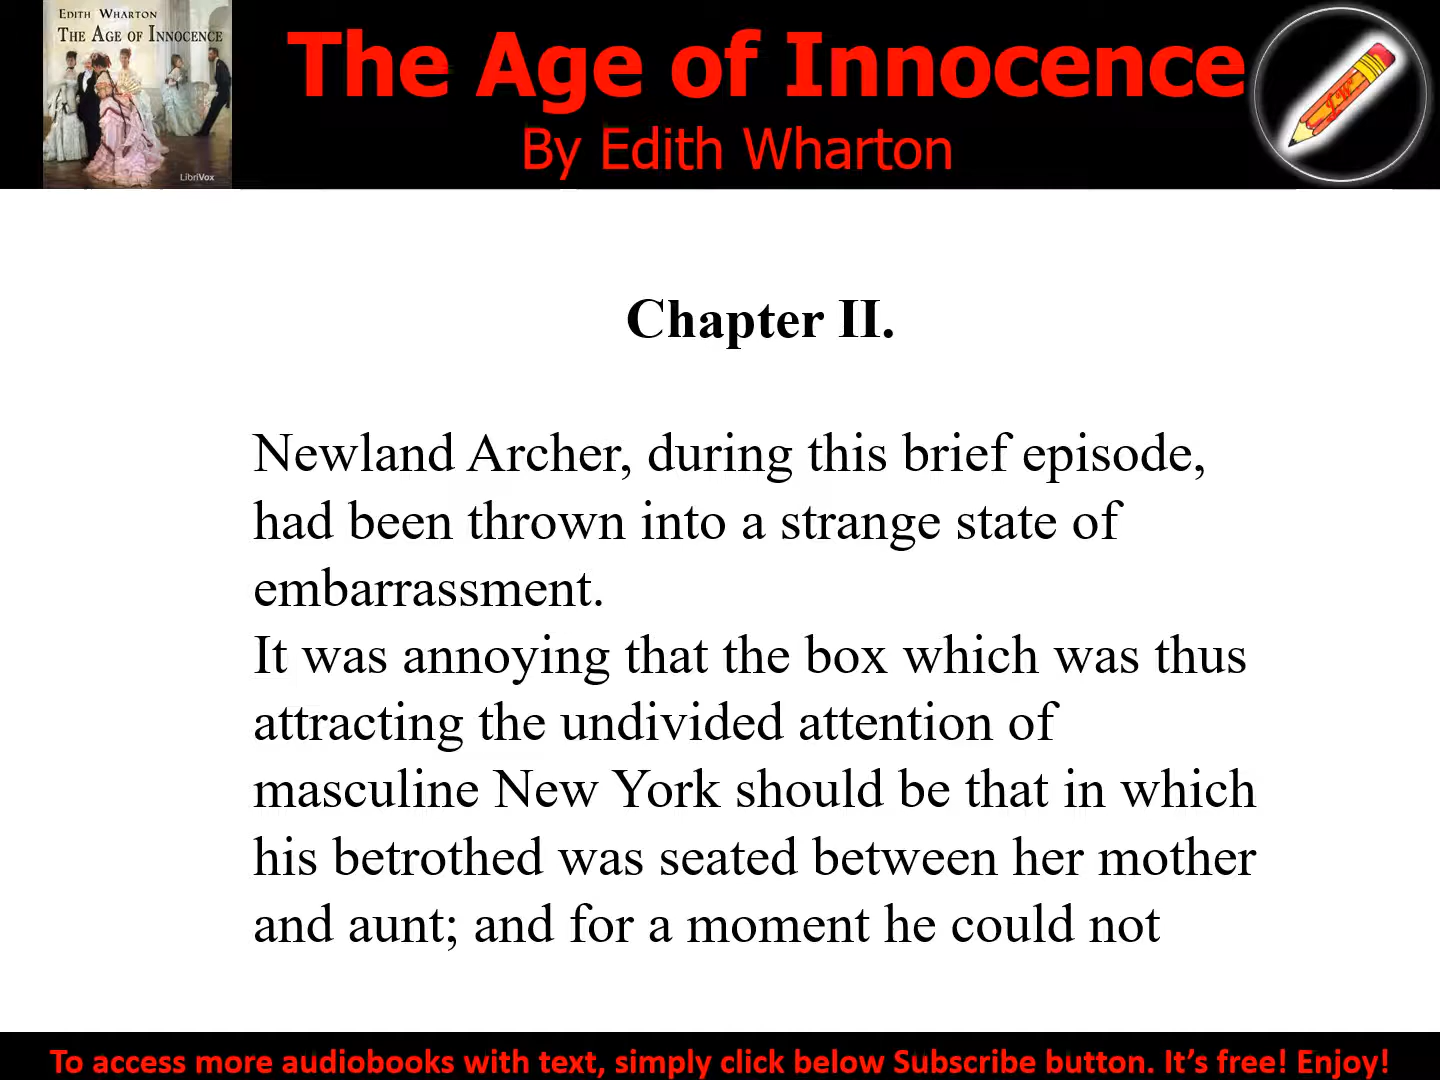 EDITH WHARTON
THE AGE OF INNOCENCE
LibriVox
The Age of Innocence
By Edith Wharton
Chapter II.
Newland Archer, during this brief episode,
had been thrown into a strange state of
embarrassment.
It was annoying that the box which was thus
attracting the undivided attention of
masculine New York should be that in which
his betrothed was seated between her mother
and aunt; and for a moment he could not
To access more audiobooks with text, simply click below Subscribe button. It’s free! Enjoy!